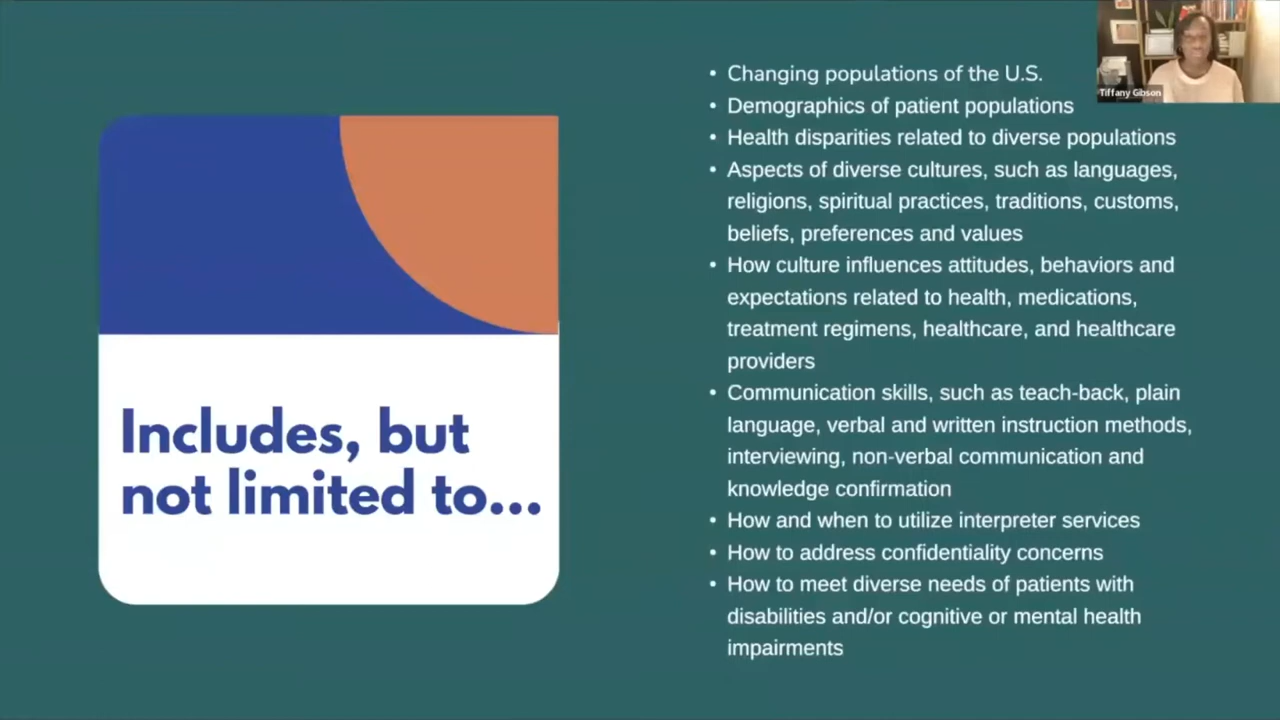 Includes, but
not limited to...
• Changing populations of the U.S.
• Demographics of patient populations
• Health disparities related to diverse populations
• Aspects of diverse cultures, such as languages,
religions, spiritual practices, traditions, customs,
beliefs, preferences and values
• How culture influences attitudes, behaviors and
expectations related to health, medications,
treatment regimens, healthcare, and healthcare
providers
• Communication skills, such as teach-back, plain
language, verbal and written instruction methods,
interviewing, non-verbal communication and
knowledge confirmation
• How and when to utilize interpreter services
• How to address confidentiality concerns
• How to meet diverse needs of patients with
disabilities and/or cognitive or mental health
impairments
Tiffany Gibson